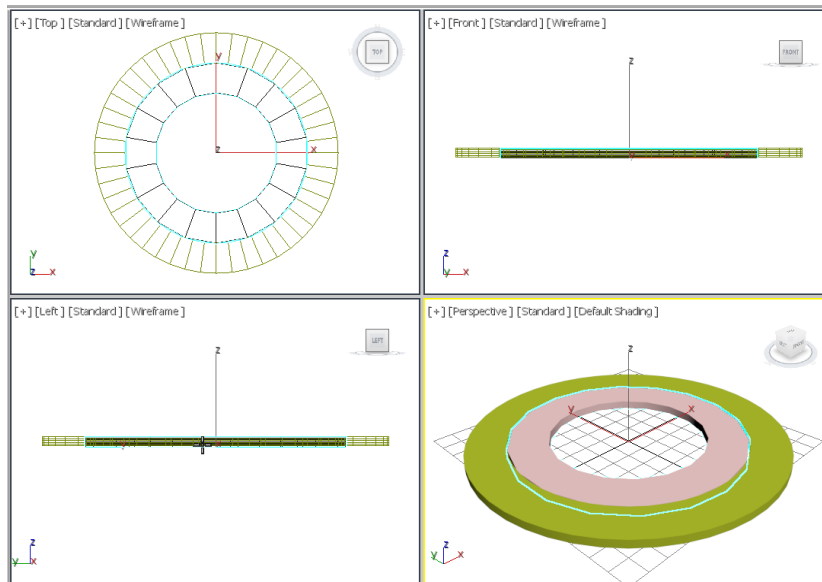 [+] [Top] [Standard] [Wireframe]
TOP
y
z
x
y
z
x
[+] [Front] [Standard] [Wireframe]
FRONT
z
z
y
x
[+] [Left] [Standard] [Wireframe]
LEFT
z
z
y
x
[+] [Perspective] [Standard] [Default Shading]
z
y
x
z
y
x